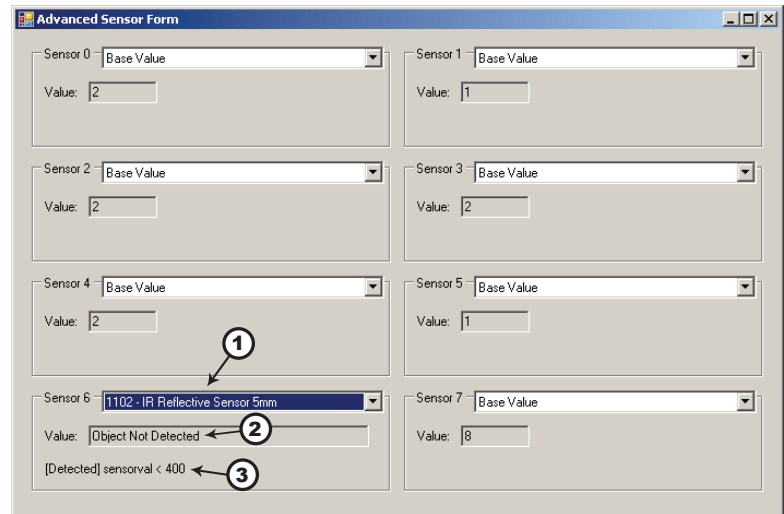 Advanced Sensor Form
Sensor 0 Base Value
Value: 2
Sensor 1 Base Value
Value: 1
Sensor 2 Base Value
Value: 2
Sensor 3 Base Value
Value: 2
Sensor 4 Base Value
Value: 2
Sensor 5 Base Value
Value: 1
1
Sensor 6 1102 - IR Reflective Sensor 5mm
Value: Object Not Detected 2
[Detected] sensorval < 400 3
Sensor 7 Base Value
Value: 8